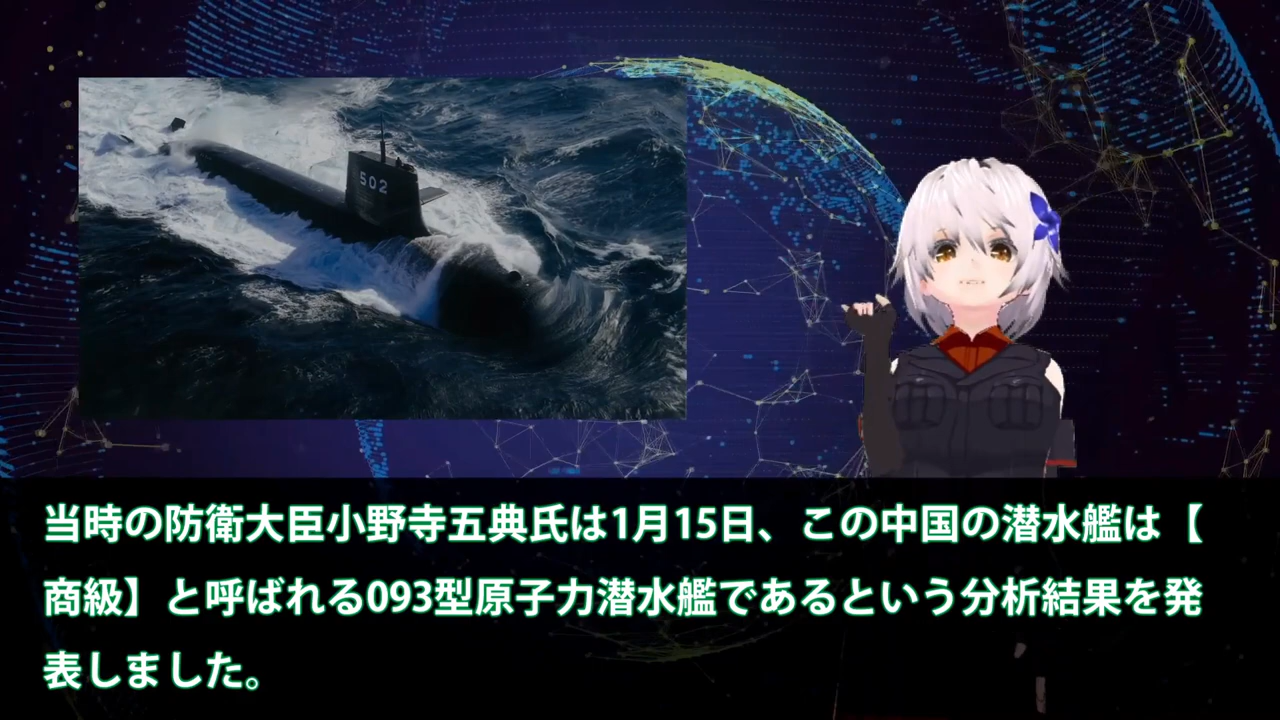 502
当時の防衛大臣小野寺五典氏は1月15日、この中国の潜水艦は【
商級】と呼ばれる093型原子力潜水艦であるという分析結果を発
表しました。